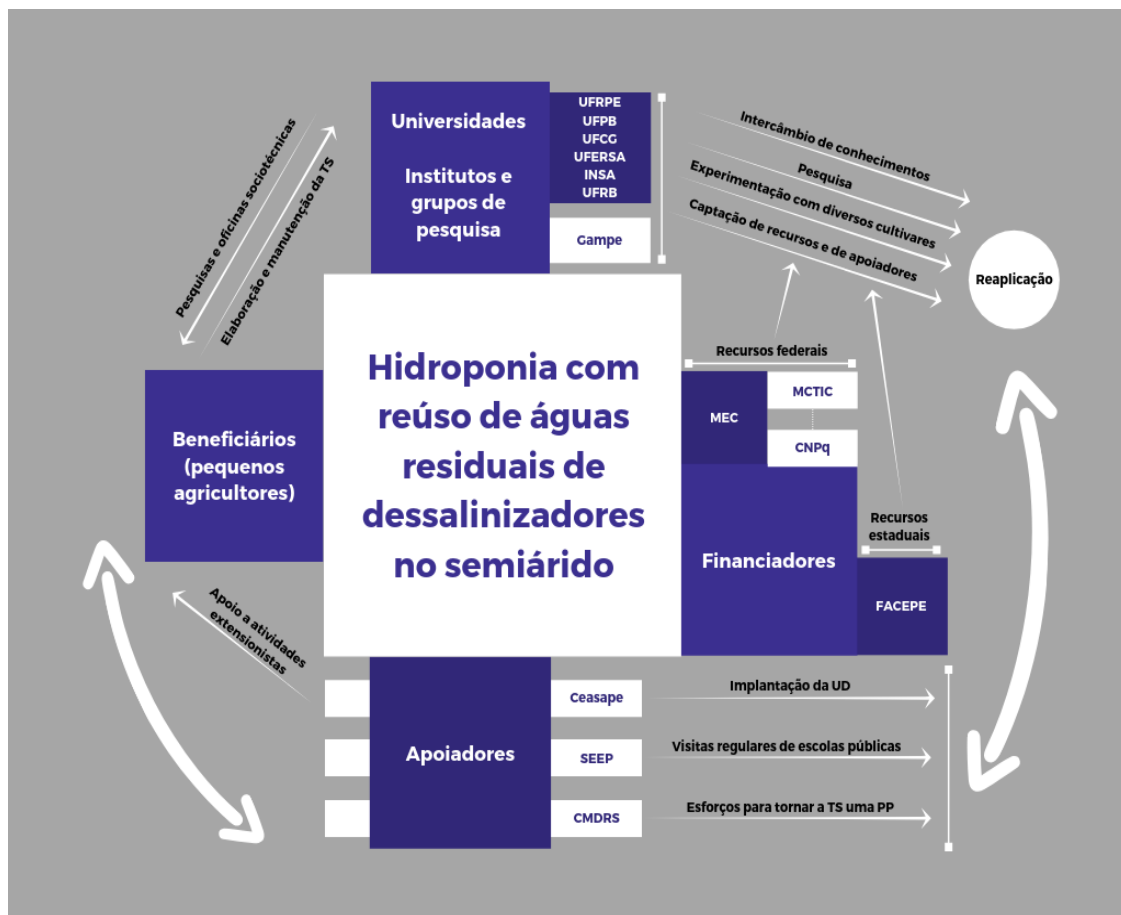 Universidades
Institutos e
grupos de
pesquisa
UFRPE
UFPB
UFCG
UFERSA
INSA
UFRB
Gampe
Intercâmbio de conhecimentos
Pesquisa
Experimentação com diversos cultivares
Captação de recursos e de apoiadores
Reaplicação
Pesquisas e oficinas sociotécnicas
Elaboração e manutenção da TS
Hidroponia com
reúso de águas
residuais de
dessalinizadores
no semiárido
Beneficiários
(pequenos
agricultores)
Recursos federais
MEC
MCTIC
CNPq
Financiadores
Recursos
estaduais
FACEPE
Apoio a atividades
extensionistas
Apoiadores
Ceasape
SEEP
CMDRS
Implantação da UD
Visitas regulares de escolas públicas
Esforços para tornar a TS uma PP